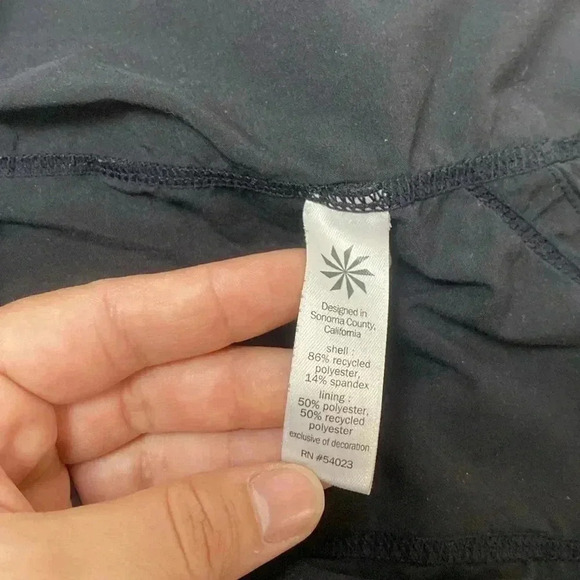 Designed in
Sonoma County,
California
shell :
86% recycled
polyester,
14% spandex
lining :
50% polyester,
50% recycled
polyester
exclusive of decoration
RN #54023